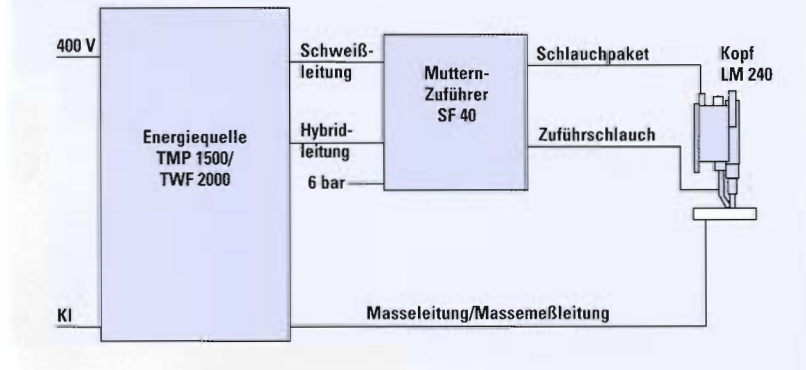 400 V
Energiequelle
TMP 1500/
TWF 2000
KI
Schweiß-
leitung
Hybrid-
leitung
6 bar
Muttern-
Zuführer
SF 40
Schlauchpaket
Zuführschlauch
Kopf
LM 240
Masseleitung/Massemeßleitung